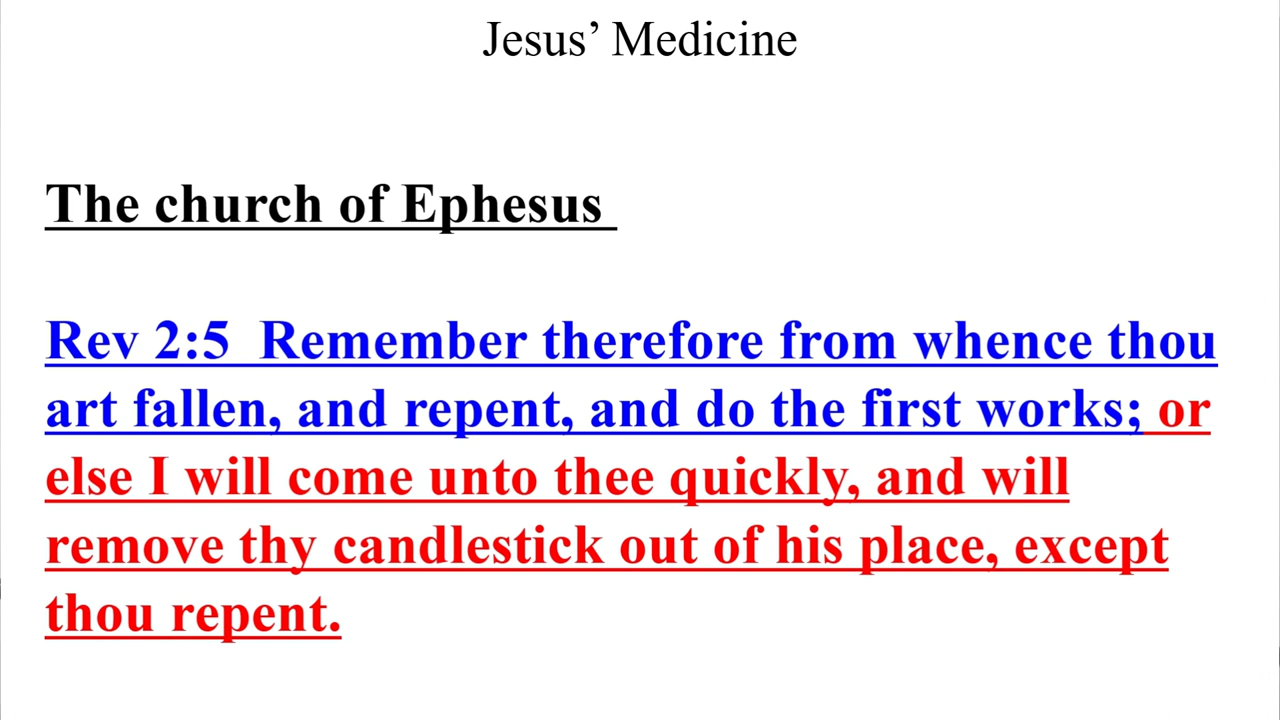 Jesus’ Medicine
The church of Ephesus
Rev 2:5  Remember therefore from whence thou
art fallen, and repent, and do the first works; or
else I will come unto thee quickly, and will
remove thy candlestick out of his place, except
thou repent.